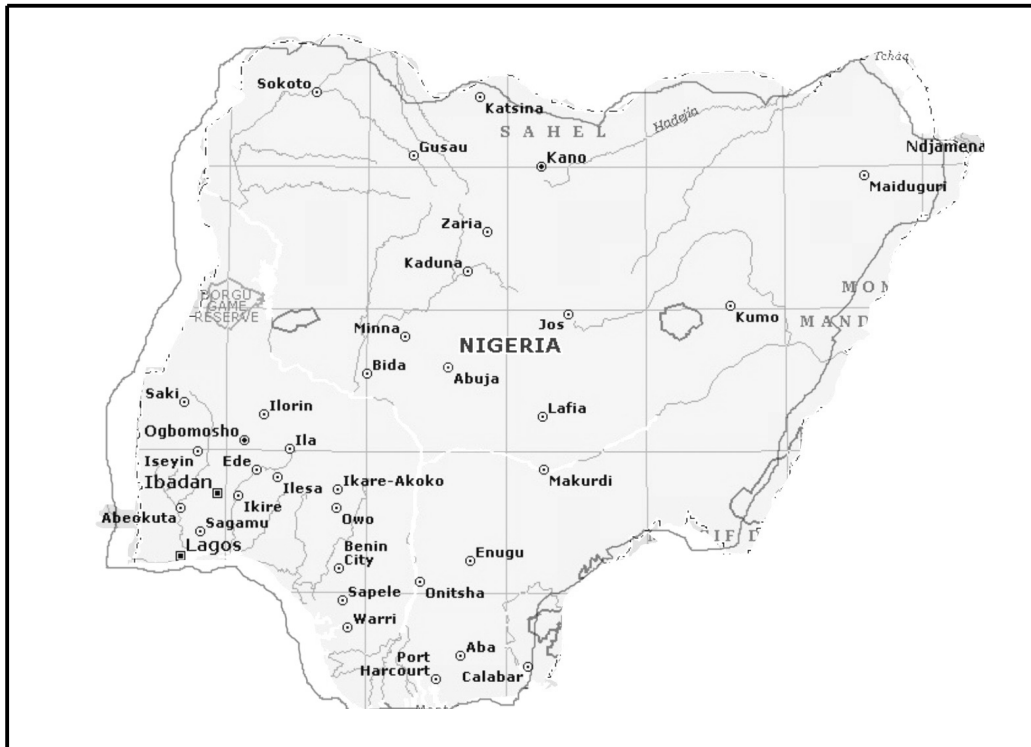 Tchad
Sokoto
Katsina
SAHEL
Hadejia
Gusau
Kano
Ndjamena
Maiduguri
Zaria
Kaduna
BORGU
GAME
RESERVE
MON
Minna
Jos
Kumo
MAND
NIGERIA
Bida
Abuja
Saki
Ilorin
Lafia
Ogbomosho
Ila
Iseyin
Ede
Ibadan
Ilesa
Ikare-Akoko
Makurdi
Ikire
Abeokuta
Owo
Sagamu
Lagos
Benin
City
Enugu
Sapele
Onitsha
Warri
Aba
Port
Harcourt
Calabar